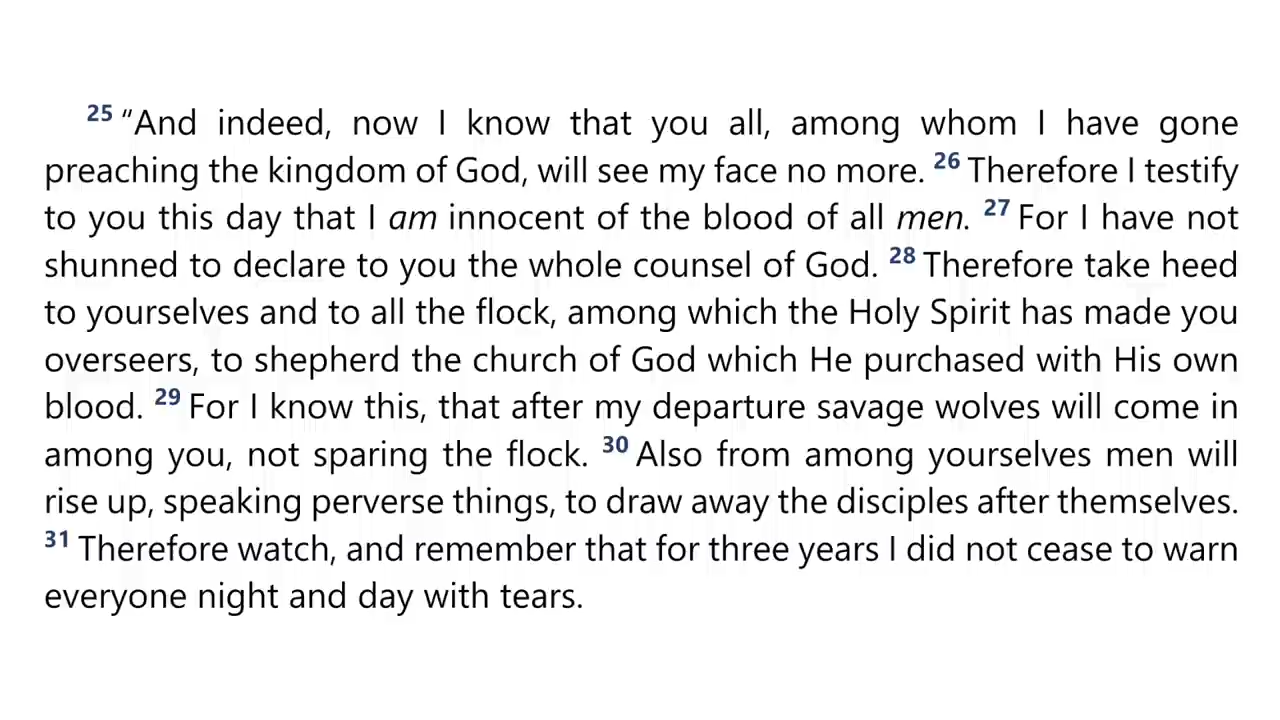 25 “And indeed, now I know that you all, among whom I have gone
preaching the kingdom of God, will see my face no more. 26 Therefore I testify
to you this day that I am innocent of the blood of all men. 27 For I have not
shunned to declare to you the whole counsel of God. 28 Therefore take heed
to yourselves and to all the flock, among which the Holy Spirit has made you
overseers, to shepherd the church of God which He purchased with His own
blood. 29 For I know this, that after my departure savage wolves will come in
among you, not sparing the flock. 30 Also from among yourselves men will
rise up, speaking perverse things, to draw away the disciples after themselves.
31 Therefore watch, and remember that for three years I did not cease to warn
everyone night and day with tears.